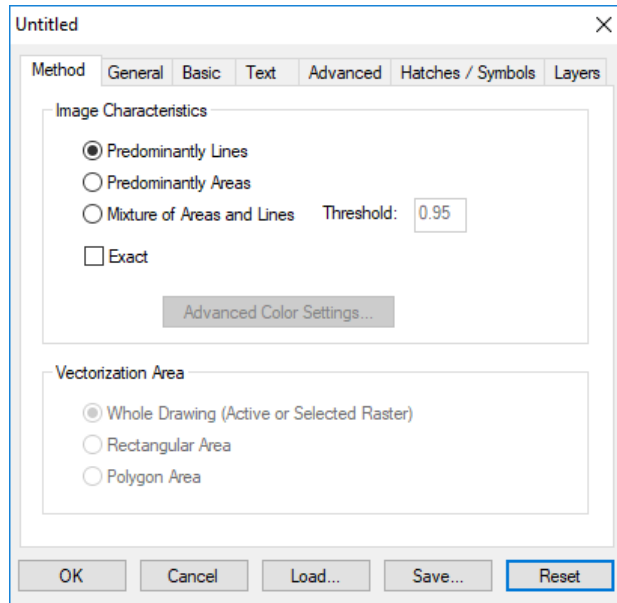 Untitled
Method General Basic Text Advanced Hatches / Symbols Layers
Image Characteristics
Predominantly Lines
Predominantly Areas
Mixture of Areas and Lines Threshold: 0.95
Exact
Advanced Color Settings...
Vectorization Area
Whole Drawing (Active or Selected Raster)
Rectangular Area
Polygon Area
OK Cancel Load... Save... Reset